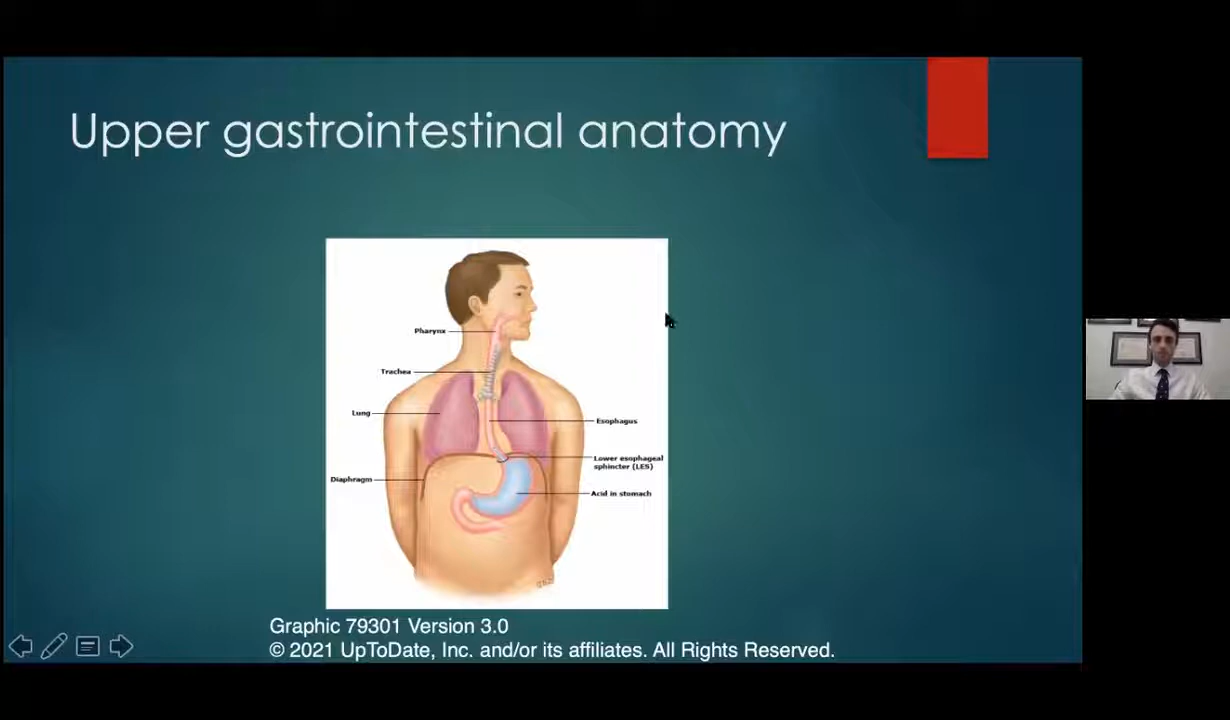 Upper gastrointestinal anatomy
Pharynx
Trachea
Lung
Esophagus
Lower esophageal
sphincter (LES)
Diaphragm
Acid in stomach
Graphic 79301 Version 3.0
© 2021 UpToDate, Inc. and/or its affiliates. All Rights Reserved.